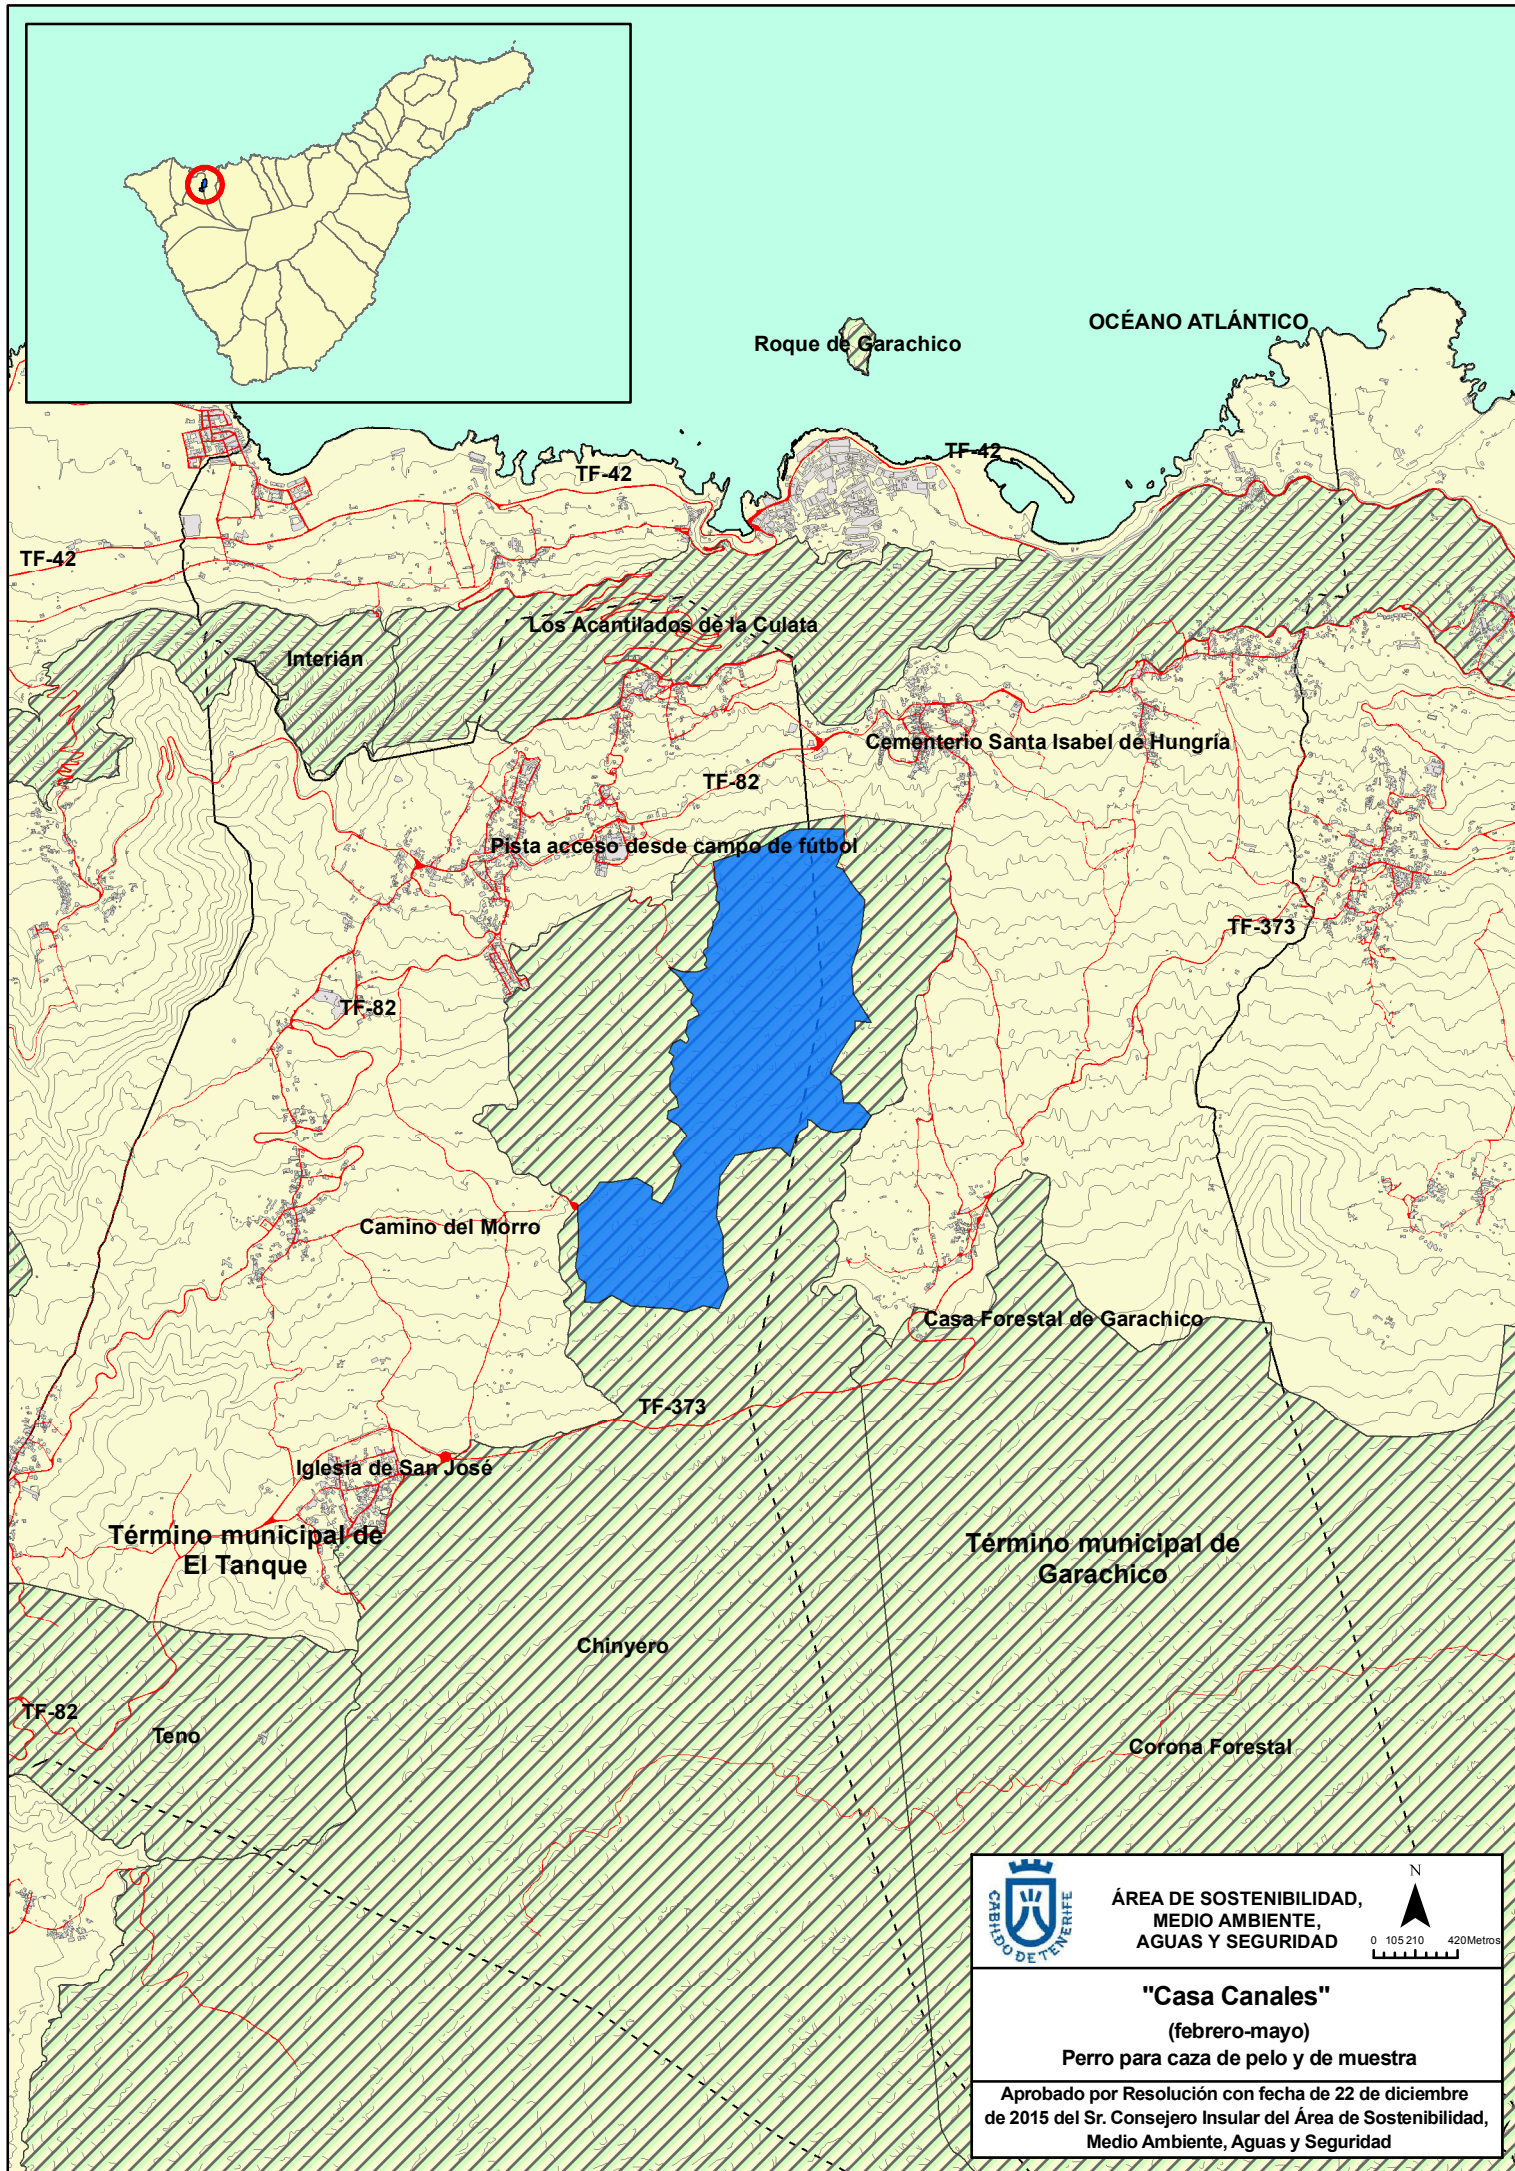 OCÉANO ATLÁNTICO
Roque de Garachico
TF-42
TF-42
TF-42
Los Acantilados de la Culata
Interián
Cementerio Santa Isabel de Hungría
TF-82
Pista acceso desde campo de fútbol
TF-373
TF-82
Camino del Morro
Casa Forestal de Garachico
TF-373
Iglesia de San José
Término municipal de
El Tanque
Término municipal de
Garachico
Chinyero
TF-82
Teno
Corona Forestal
CABILDO DE TENERIFE
ÁREA DE SOSTENIBILIDAD,
MEDIO AMBIENTE,
AGUAS Y SEGURIDAD
N
0 105 210 420 Metros
"Casa Canales"
(febrero-mayo)
Perro para caza de pelo y de muestra
Aprobado por Resolución con fecha de 22 de diciembre
de 2015 del Sr. Consejero Insular del Área de Sostenibilidad,
Medio Ambiente, Aguas y Seguridad